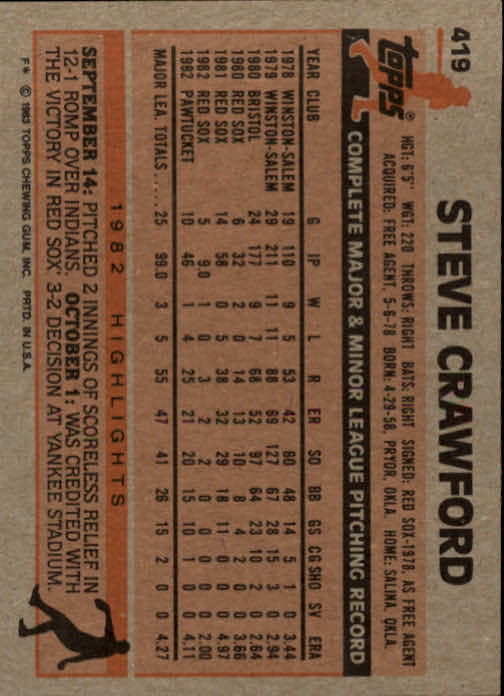 419
topps®
STEVE CRAWFORD
HGT: 6'5" WGT: 220 THROWS: RIGHT BATS: RIGHT SIGNED: RED SOX-1978, AS FREE AGENT
ACQUIRED: FREE AGENT, 5-6-78 BORN: 4-29-58, PRYOR, OKLA. HOME: SALINA, OKLA.
COMPLETE MAJOR & MINOR LEAGUE PITCHING RECORD
YEAR CLUB G IP W L R ER SO BB GS CG SHO SV ERA
1978 WINSTON-SALEM 19 110 9 5 53 42 80 48 14 5 1 0 3.44
1979 WINSTON-SALEM 29 211 11 11 88 69 127 67 28 15 3 0 2.94
1980 BRISTOL 24 177 9 7 68 52 97 64 23 10 2 0 2.64
1980 RED SOX 6 32 2 0 14 13 10 8 4 2 0 0 3.66
1981 RED SOX 14 58 0 5 38 32 29 18 11 0 0 0 4.97
1982 RED SOX 5 9.0 1 0 3 2 2 0 0 0 0 0 2.00
1982 PAWTUCKET 10 46 1 4 25 21 20 15 10 1 0 0 4.11
MAJOR LEA. TOTALS..... 25 99.0 3 5 55 47 41 26 15 2 0 0 4.27
1982 HIGHLIGHTS
SEPTEMBER 14: PITCHED 2 INNINGS OF SCORELESS RELIEF IN
12-1 ROMP OVER INDIANS. OCTOBER 1: WAS CREDITED WITH
THE VICTORY IN RED SOX' 3-2 DECISION AT YANKEE STADIUM.
F* © 1983 TOPPS CHEWING GUM, INC. PRTD. IN U.S.A.